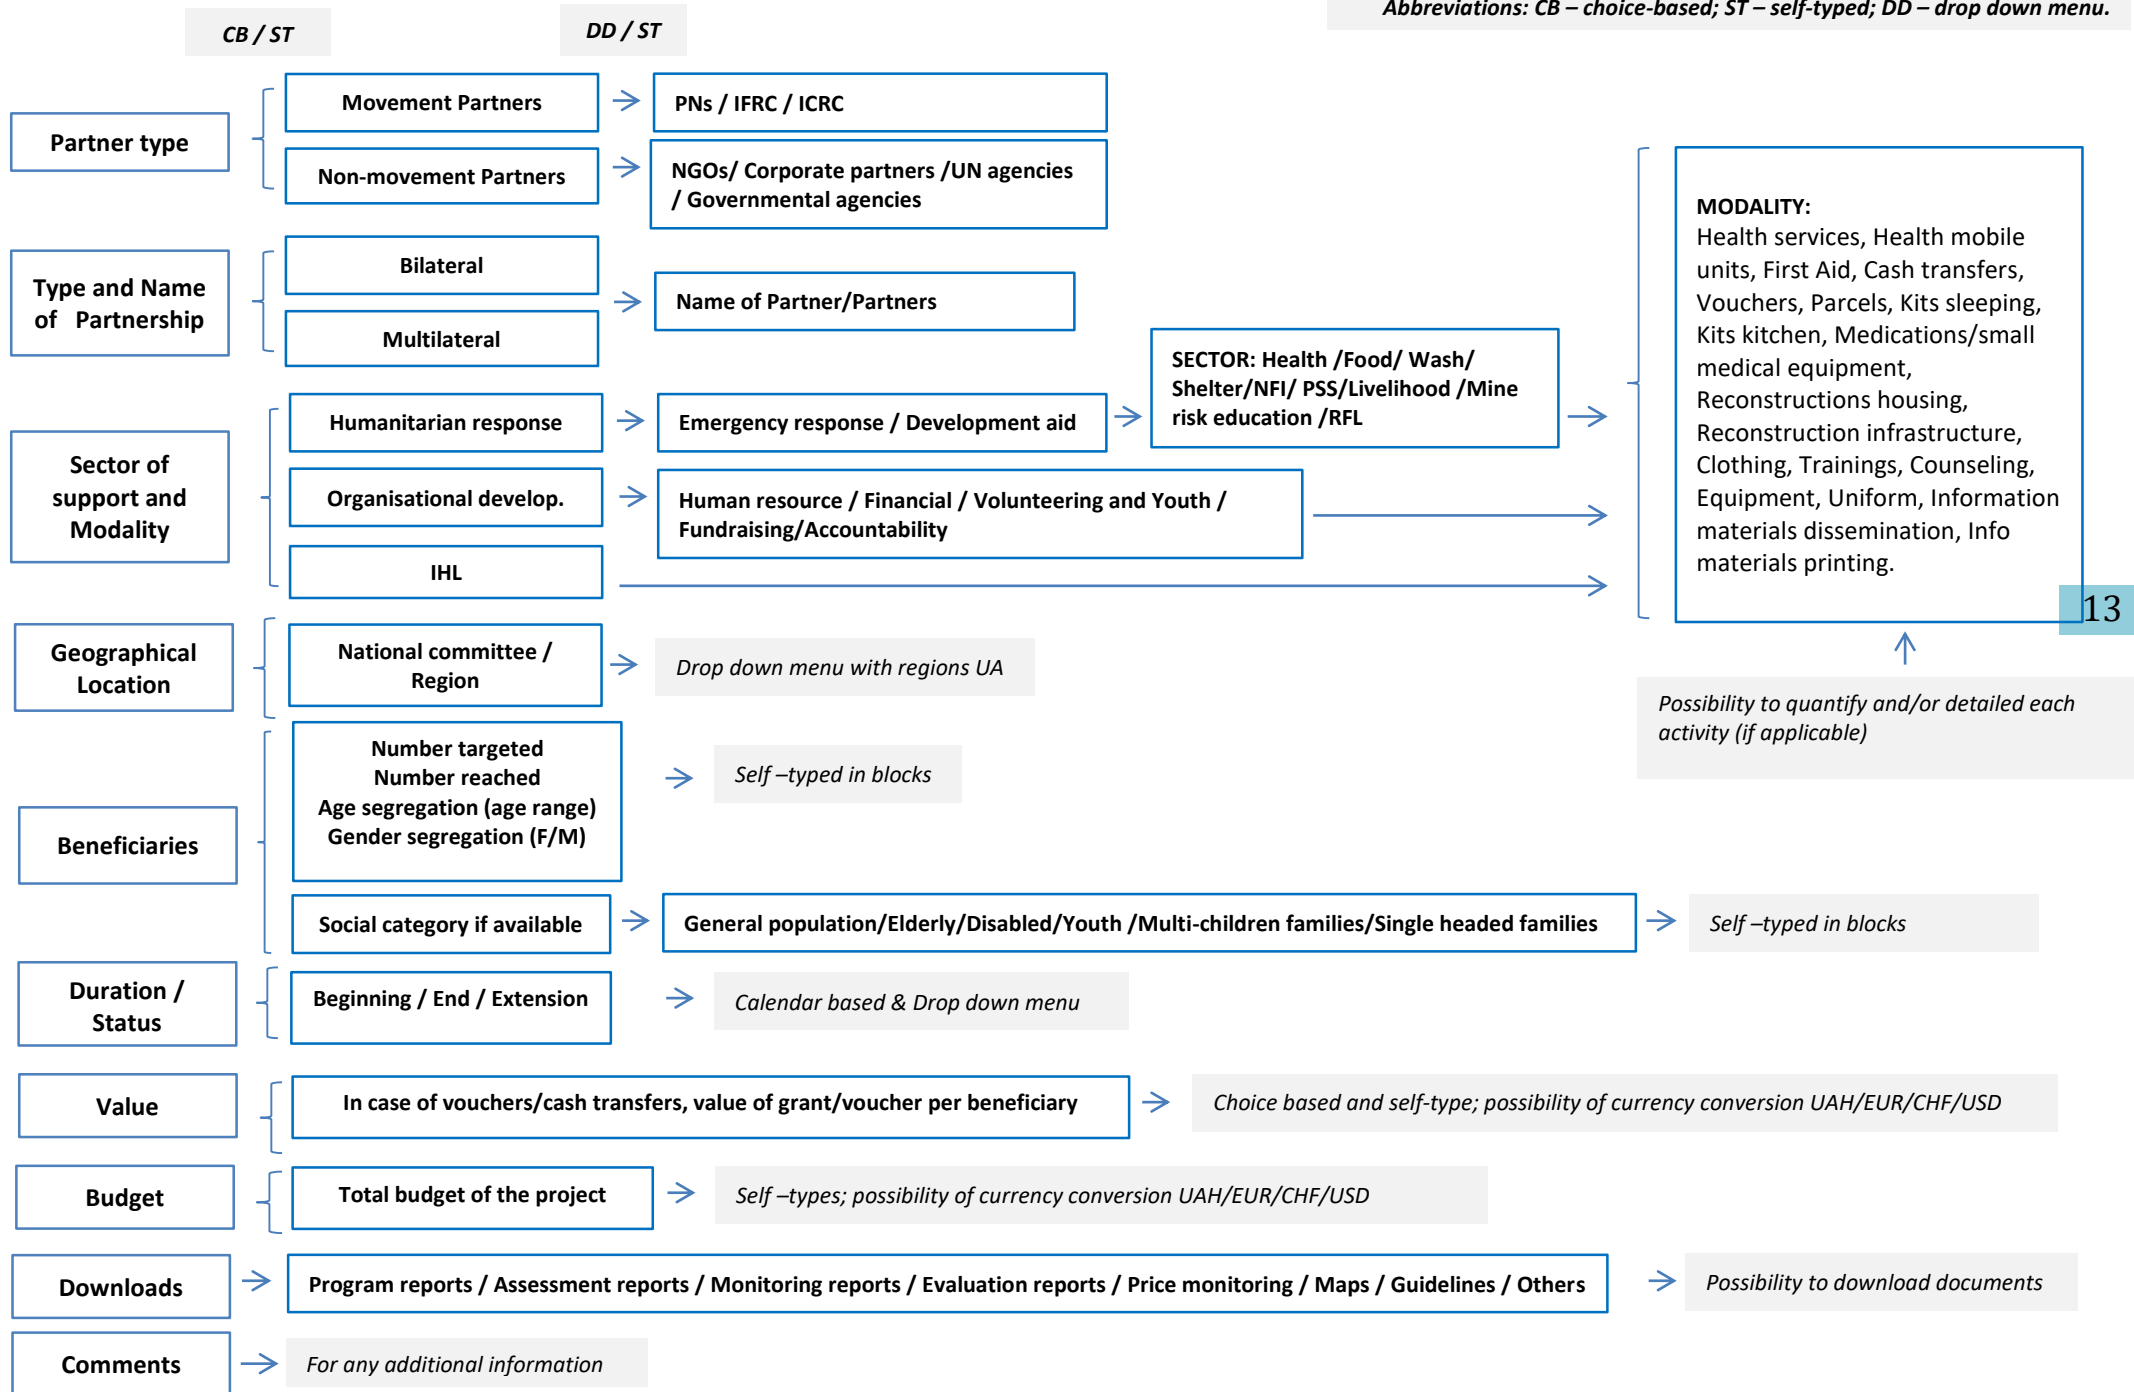 Abbreviations: CB – choice-based; ST – self-typed; DD – drop down menu.
CB / ST
DD / ST
Partner type
Movement Partners
PNs / IFRC / ICRC
Non-movement Partners
NGOs/ Corporate partners /UN agencies
/ Governmental agencies
Type and Name
of Partnership
Bilateral
Multilateral
Name of Partner/Partners
Sector of
support and
Modality
Humanitarian response
Emergency response / Development aid
SECTOR: Health /Food/ Wash/
Shelter/NFI/ PSS/Livelihood /Mine
risk education /RFL
Organisational develop.
Human resource / Financial / Volunteering and Youth /
Fundraising/Accountability
IHL
MODALITY:
Health services, Health mobile
units, First Aid, Cash transfers,
Vouchers, Parcels, Kits sleeping,
Kits kitchen, Medications/small
medical equipment,
Reconstructions housing,
Reconstruction infrastructure,
Clothing, Trainings, Counseling,
Equipment, Uniform, Information
materials dissemination, Info
materials printing.
13
Possibility to quantify and/or detailed each
activity (if applicable)
Geographical
Location
National committee /
Region
Drop down menu with regions UA
Beneficiaries
Number targeted
Number reached
Age segregation (age range)
Gender segregation (F/M)
Self –typed in blocks
Social category if available
General population/Elderly/Disabled/Youth /Multi-children families/Single headed families
Self –typed in blocks
Duration /
Status
Beginning / End / Extension
Calendar based & Drop down menu
Value
In case of vouchers/cash transfers, value of grant/voucher per beneficiary
Choice based and self-type; possibility of currency conversion UAH/EUR/CHF/USD
Budget
Total budget of the project
Self –types; possibility of currency conversion UAH/EUR/CHF/USD
Downloads
Program reports / Assessment reports / Monitoring reports / Evaluation reports / Price monitoring / Maps / Guidelines / Others
Possibility to download documents
Comments
For any additional information